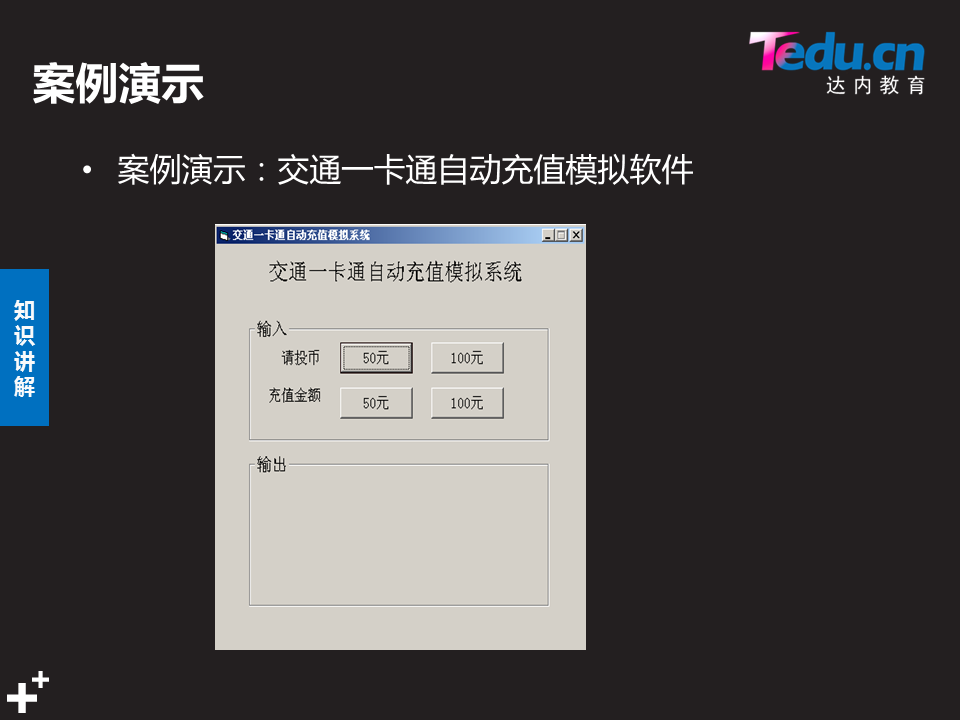 Tedu.cn
达内教育
案例演示
• 案例演示：交通一卡通自动充值模拟软件
交通一卡通自动充值模拟系统
交通一卡通自动充值模拟系统
输入
请投币 50元 100元
充值金额 50元 100元
输出
知识讲解